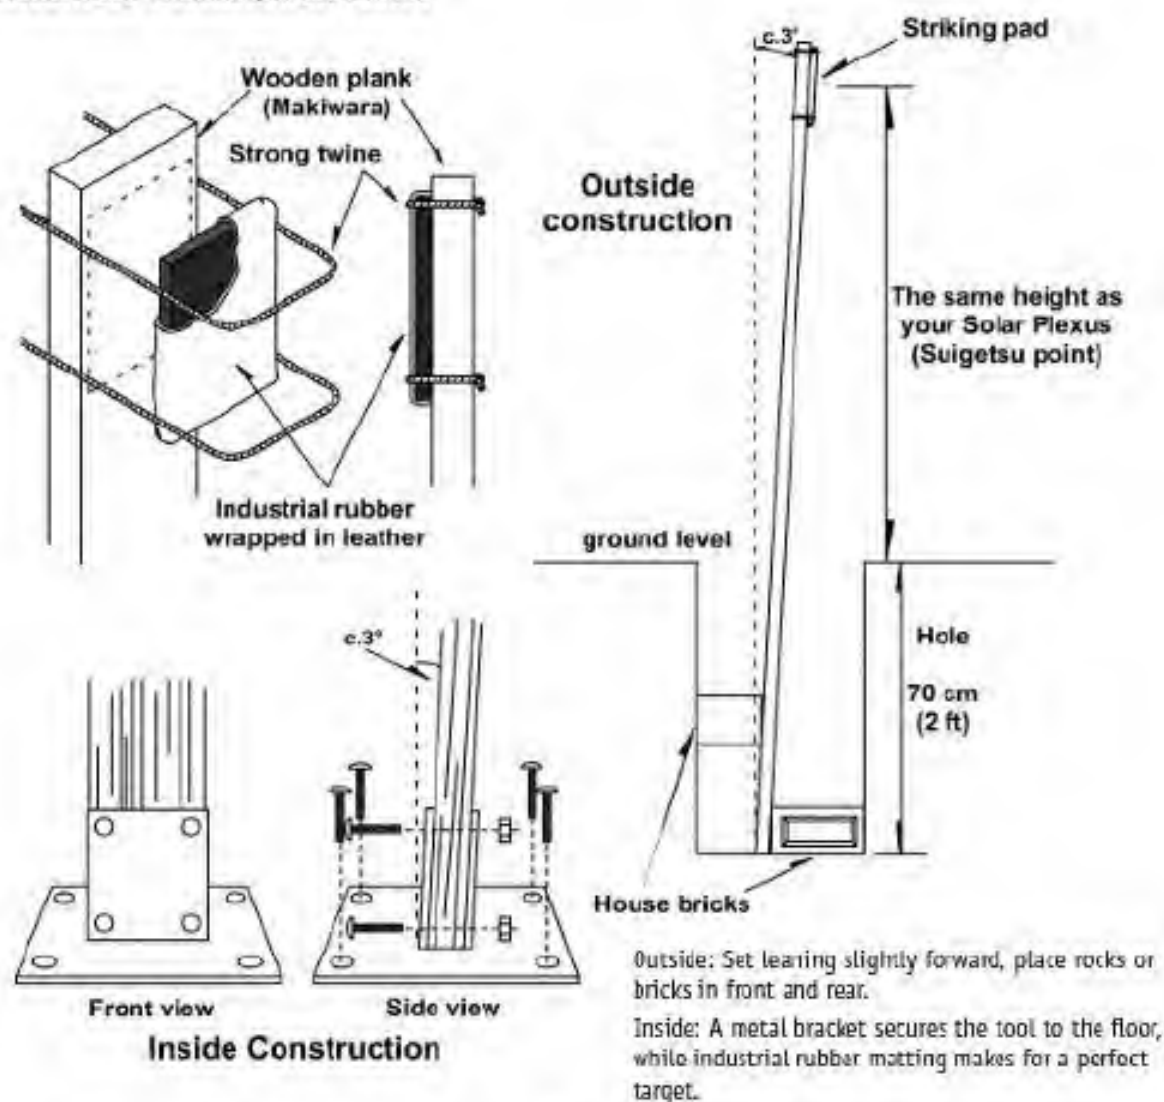 Wooden plank
(Makiwara)
Strong twine
Industrial rubber
wrapped in leather
c.3°
Striking pad
Outside
construction
The same height as
your Solar Plexus
(Suigetsu point)
ground level
Hole
70 cm
(2 ft)
House bricks
c.3°
Front view
Side view
Inside Construction
Outside: Set leaning slightly forward, place rocks or
bricks in front and rear.
Inside: A metal bracket secures the tool to the floor,
while industrial rubber matting makes for a perfect
target.